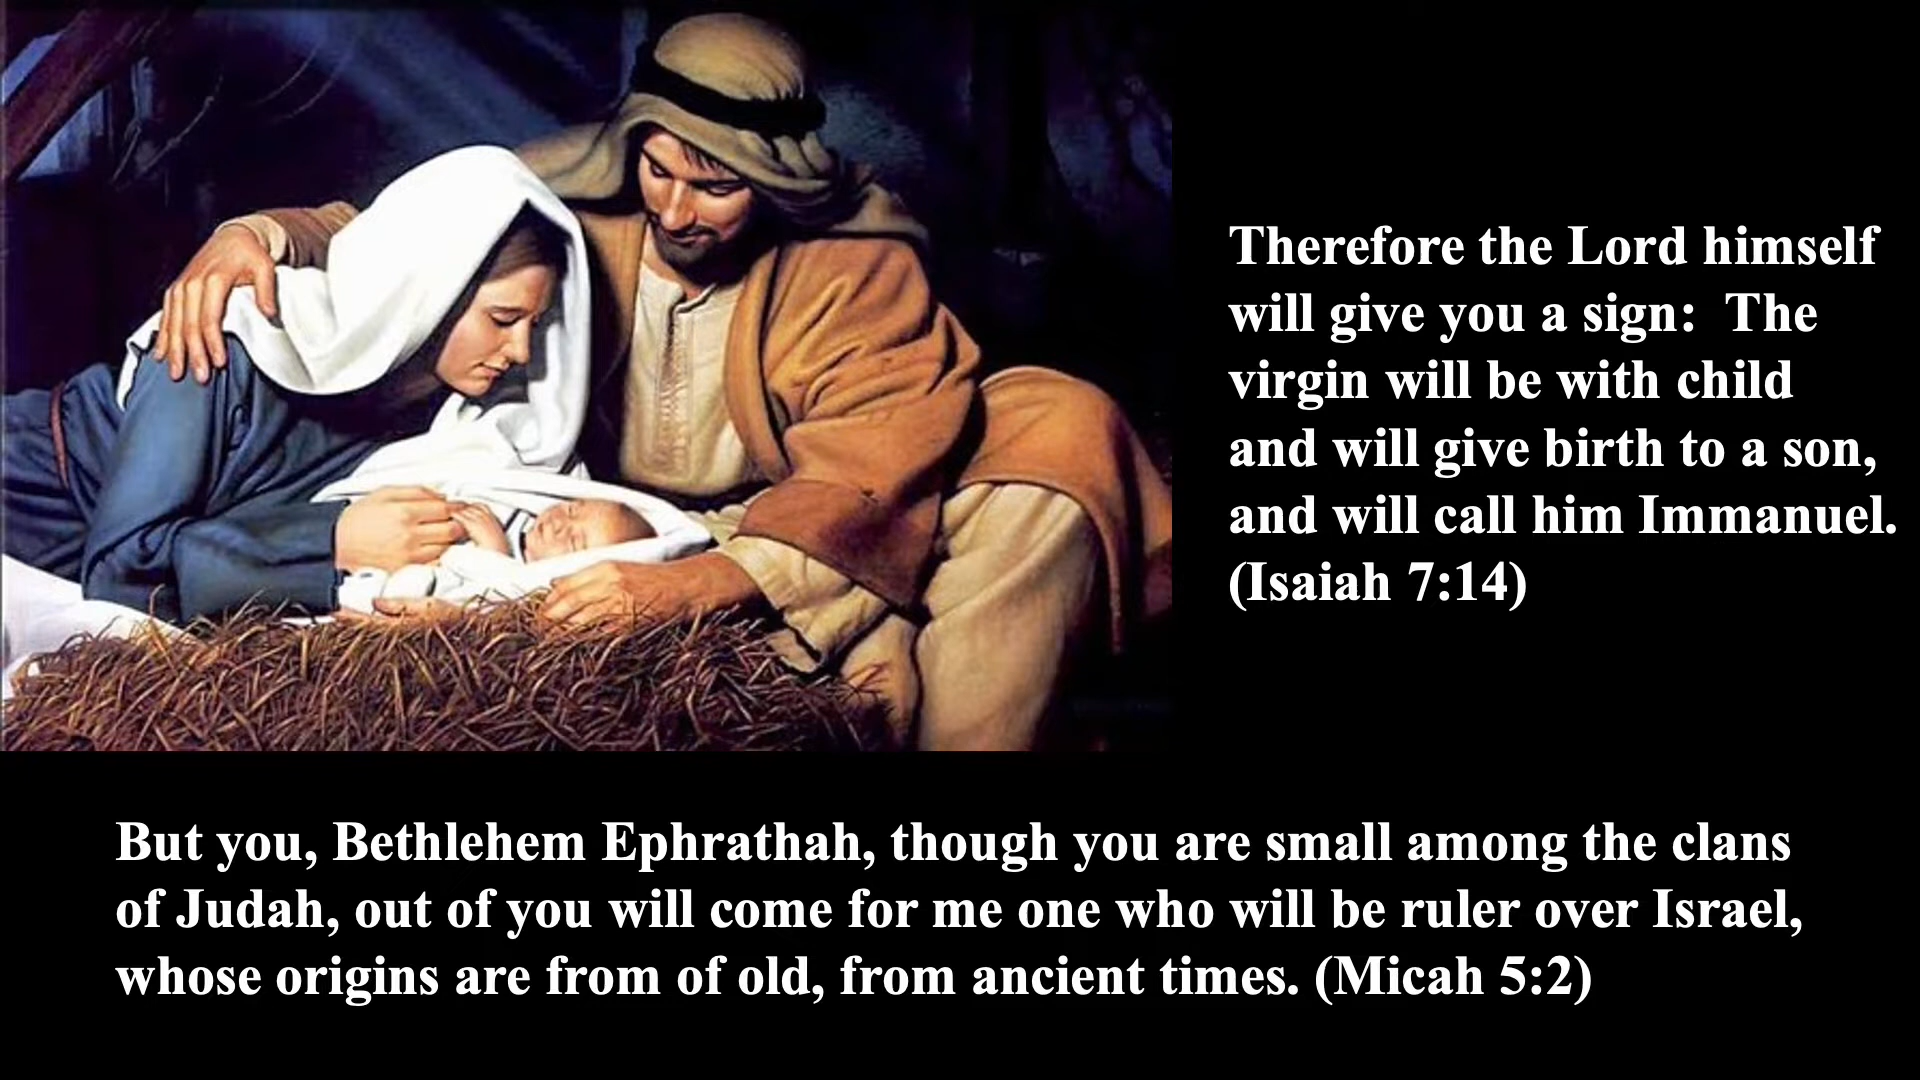 Therefore the Lord himself
will give you a sign:  The
virgin will be with child
and will give birth to a son,
and will call him Immanuel.
(Isaiah 7:14)
But you, Bethlehem Ephrathah, though you are small among the clans
of Judah, out of you will come for me one who will be ruler over Israel,
whose origins are from of old, from ancient times. (Micah 5:2)